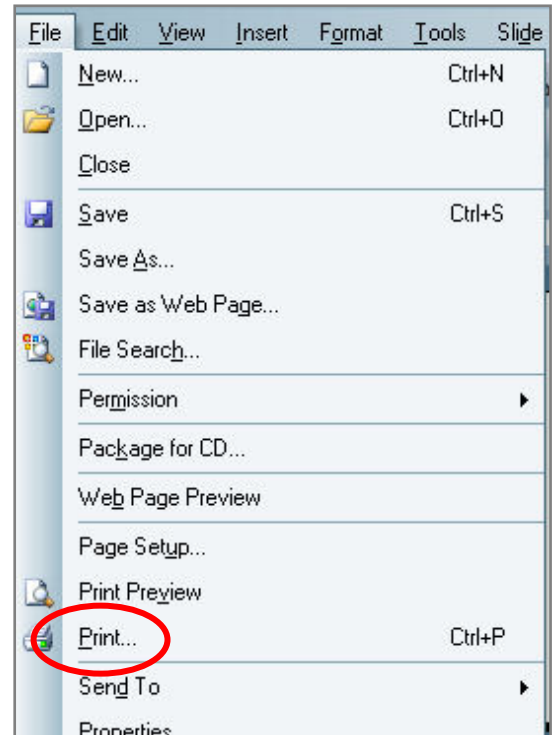 File Edit View Insert Format Tools Slide
New... Ctrl+N
Open... Ctrl+O
Close
Save Ctrl+S
Save As...
Save as Web Page...
File Search...
Permission
Package for CD...
Web Page Preview
Page Setup...
Print Preview
Print... Ctrl+P
Send To
Properties